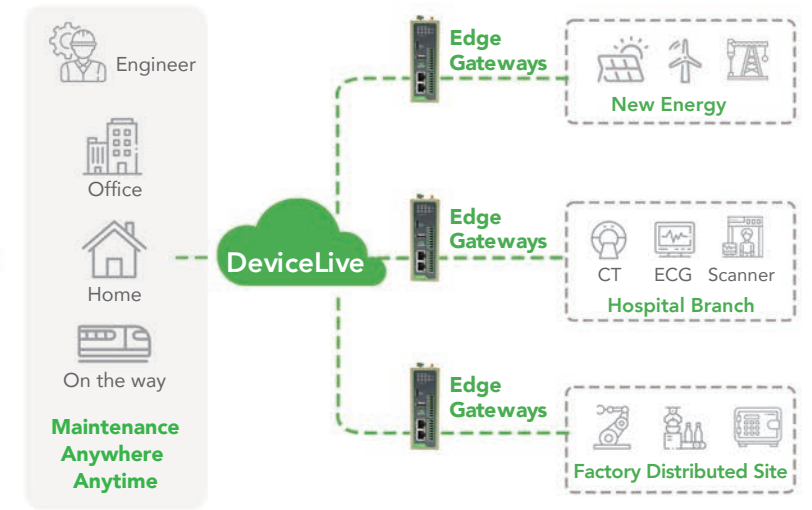 Engineer
Office
Home
On the way
Maintenance
Anywhere
Anytime
DeviceLive
Edge
Gateways
New Energy
Edge
Gateways
CT ECG Scanner
Hospital Branch
Edge
Gateways
Factory Distributed Site